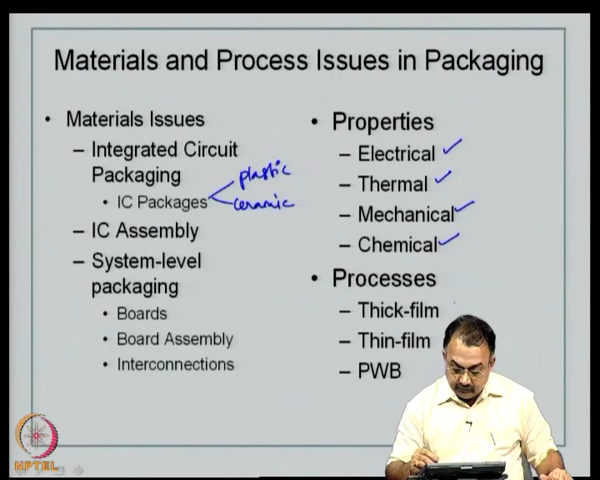 Materials and Process Issues in Packaging
• Materials Issues
– Integrated Circuit
Packaging
• IC Packages
plastic
ceramic
– IC Assembly
– System-level
packaging
• Boards
• Board Assembly
• Interconnections
• Properties
– Electrical ✓
– Thermal ✓
– Mechanical ✓
– Chemical ✓
• Processes
– Thick-film
– Thin-film
– PWB
NPTEL